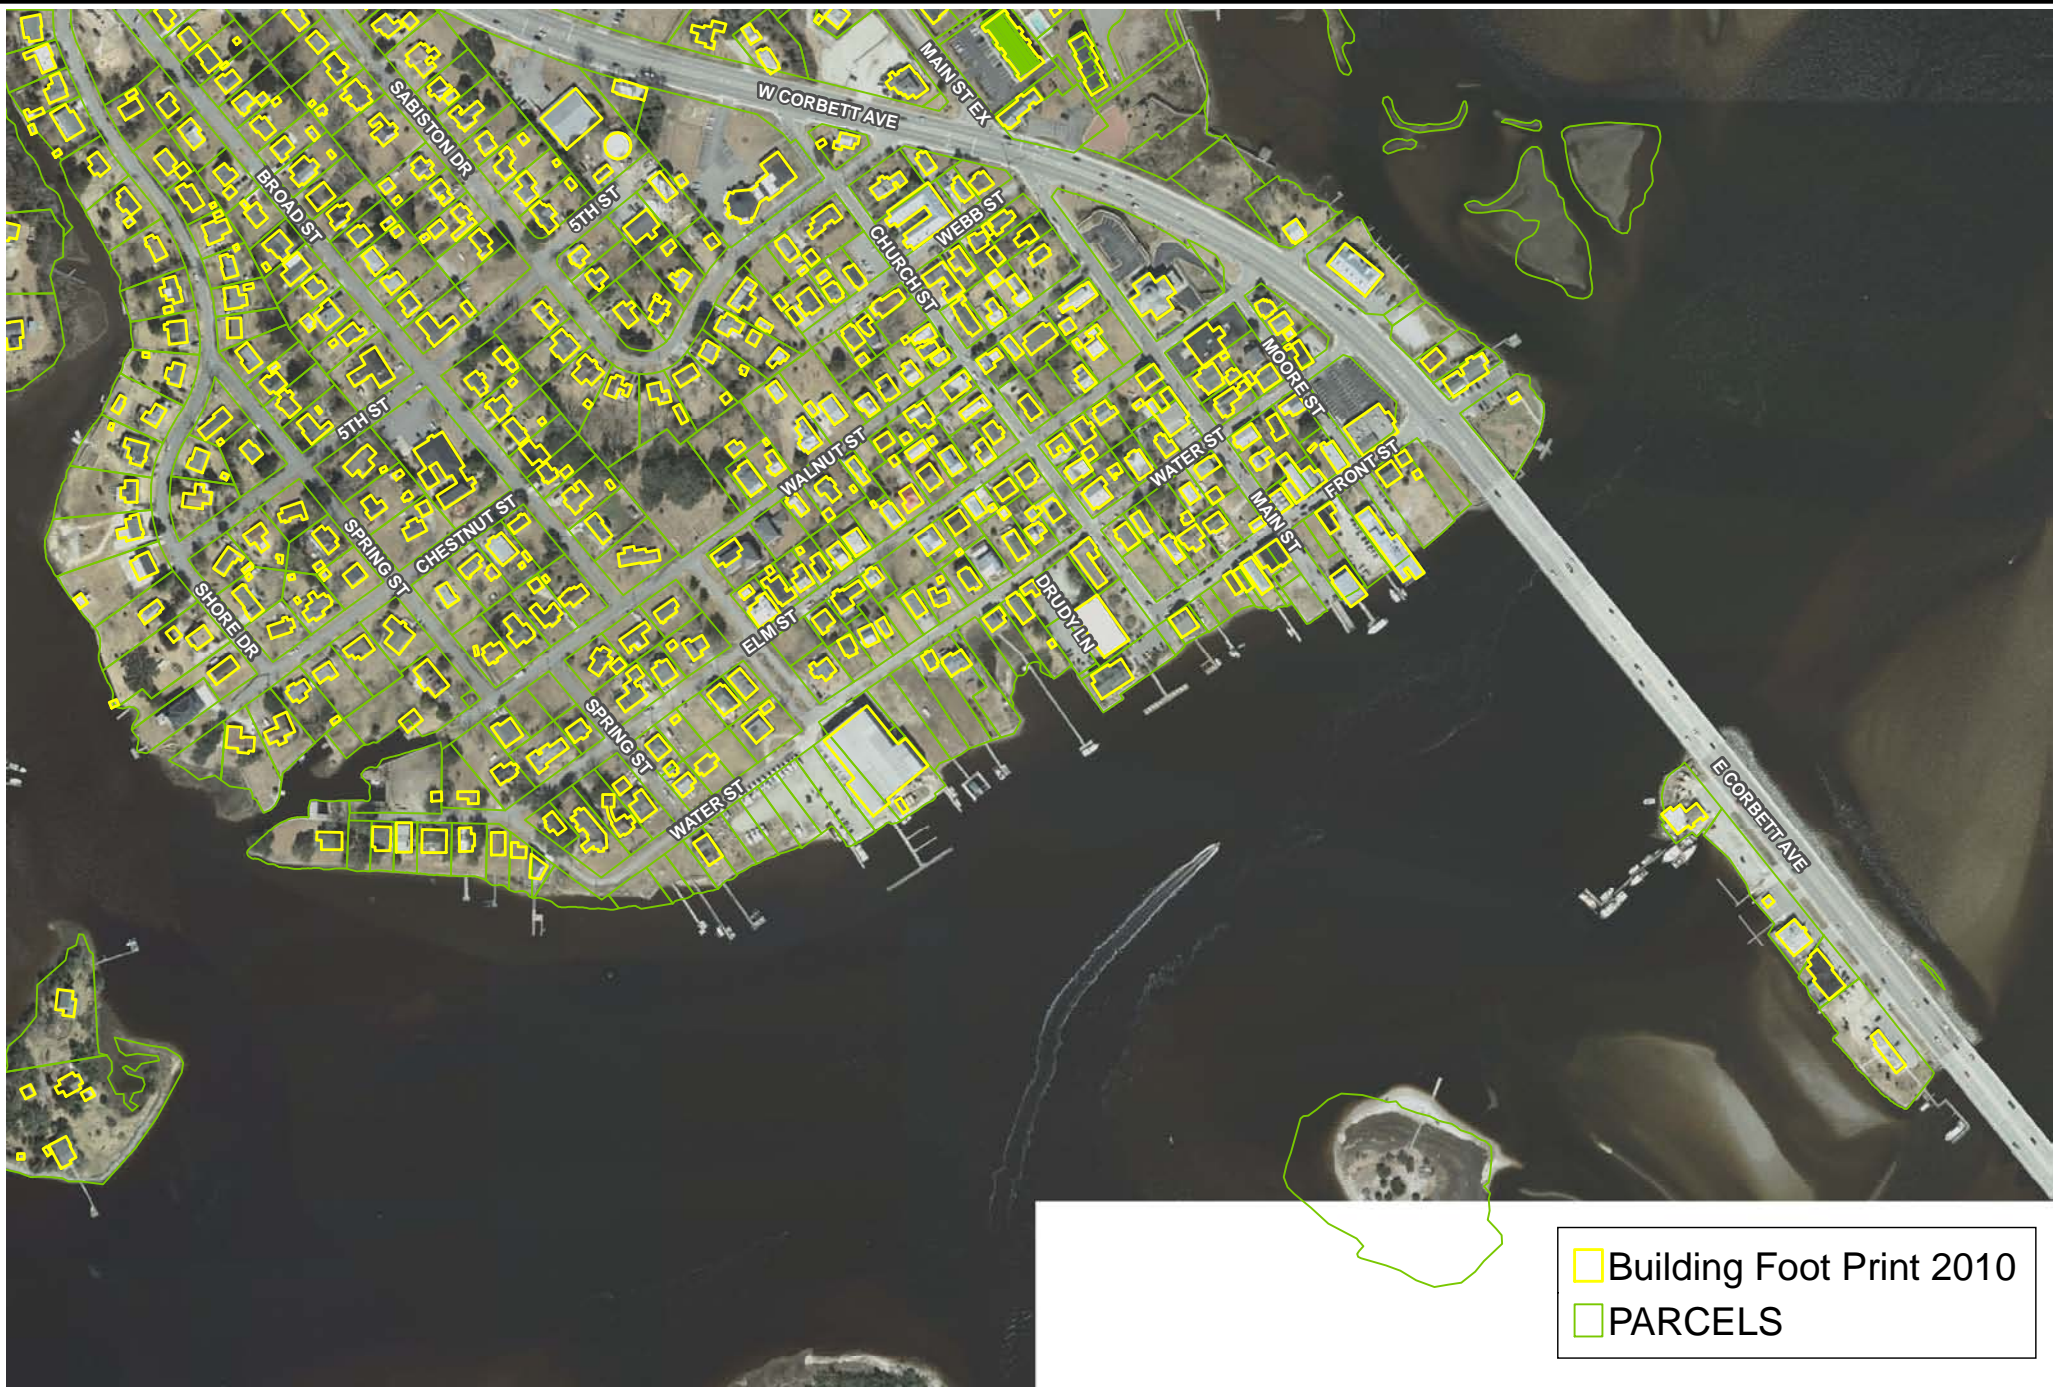 MAIN ST EX
W CORBETT AVE
SABISTON DR
BROAD ST
5TH ST
WEBB ST
CHURCH ST
MOORE ST
5TH ST
WALNUT ST
WATER ST
FRONT ST
MAIN ST
CHESTNUT ST
SPRING ST
SHORE DR
DRUDY LN
ELM ST
SPRING ST
WATER ST
E CORBETT AVE
Building Foot Print 2010
PARCELS